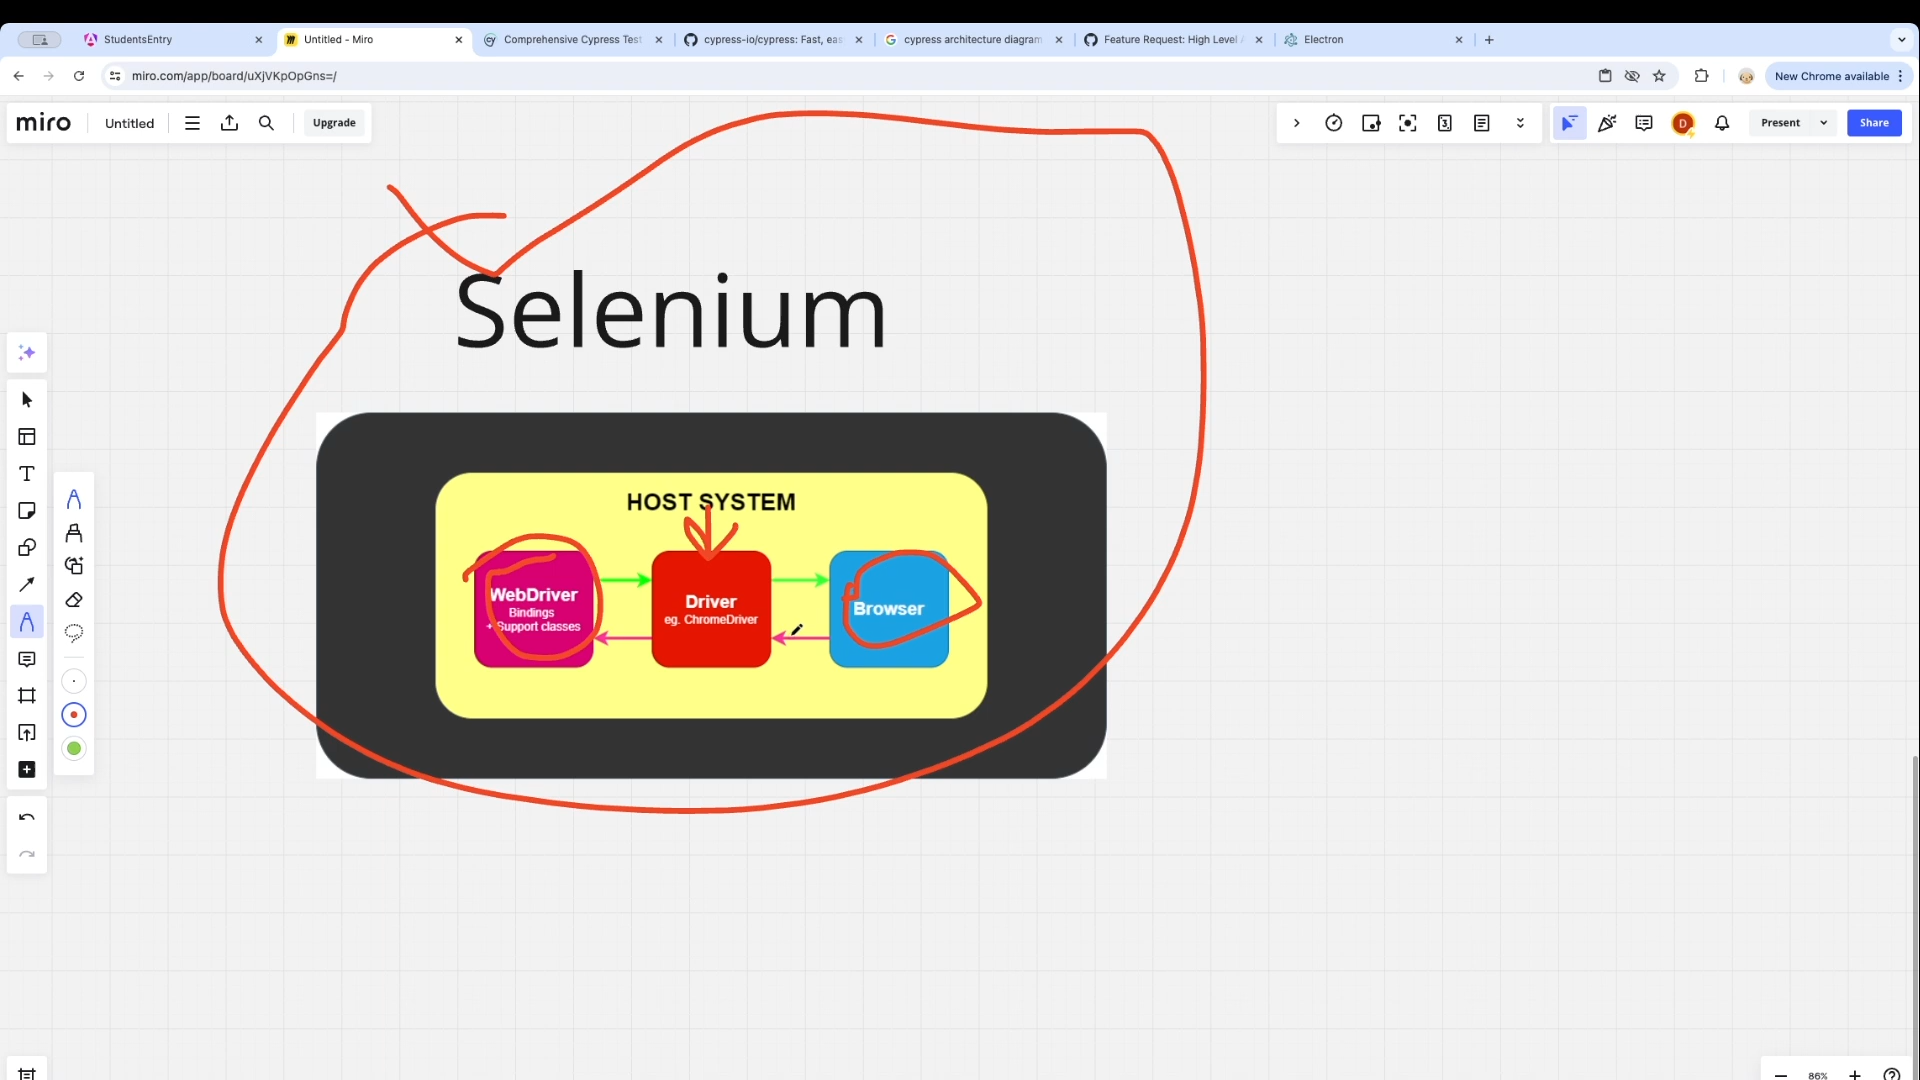 StudentsEntry
Untitled - Miro
Comprehensive Cypress Test
cypress-io/cypress: Fast, eas
cypress architecture diagram
Feature Request: High Level A
Electron
miro.com/app/board/uXjVKpOpGns=/
New Chrome available
miro
Untitled
Upgrade
3
D
Present
Share
Selenium
HOST SYSTEM
WebDriver
Bindings
+ Support classes
Driver
eg. ChromeDriver
Browser
86%